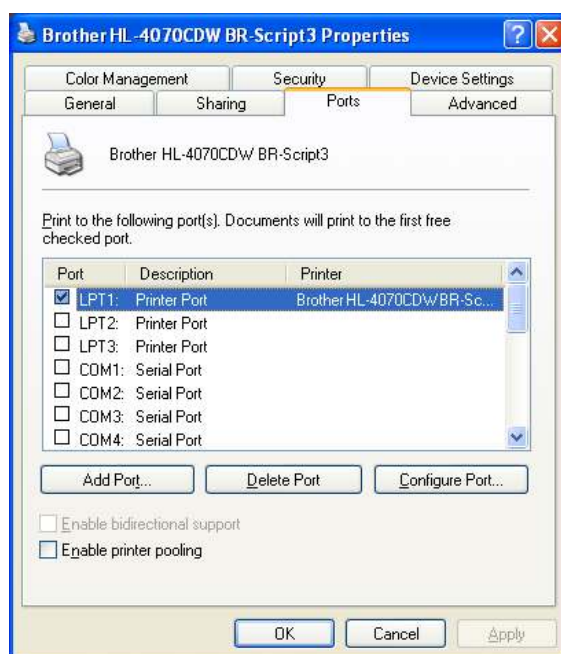 Brother HL-4070CDW BR-Script3 Properties
Color Management Security Device Settings
General Sharing Ports Advanced
Brother HL-4070CDW BR-Script3
Print to the following port(s). Documents will print to the first free
checked port.
Port Description Printer
LPT1: Printer Port Brother HL-4070CDW BR-Sc...
LPT2: Printer Port
LPT3: Printer Port
COM1: Serial Port
COM2: Serial Port
COM3: Serial Port
COM4: Serial Port
Add Port... Delete Port Configure Port...
Enable bidirectional support
Enable printer pooling
OK Cancel Apply